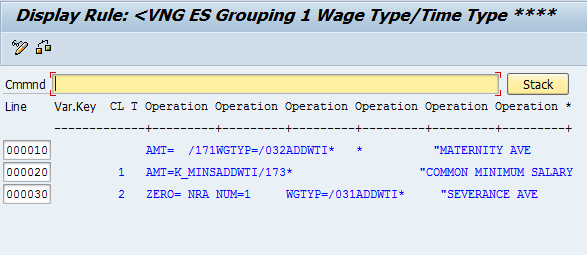 Display Rule: <VNG ES Grouping 1 Wage Type/Time Type ****
Cmmnd Stack
Line Var.Key CL T Operation Operation Operation Operation Operation Operation *
------------+---------+---------+---------+---------+---------+---------+
000010 AMT= /171WGTYP=/032ADDWTI* * "MATERNITY AVE
000020 1 AMT=K_MINSADDWTI/173* "COMMON MINIMUM SALARY
000030 2 ZERO= NRA NUM=1 WGTYP=/031ADDWTI* "SEVERANCE AVE